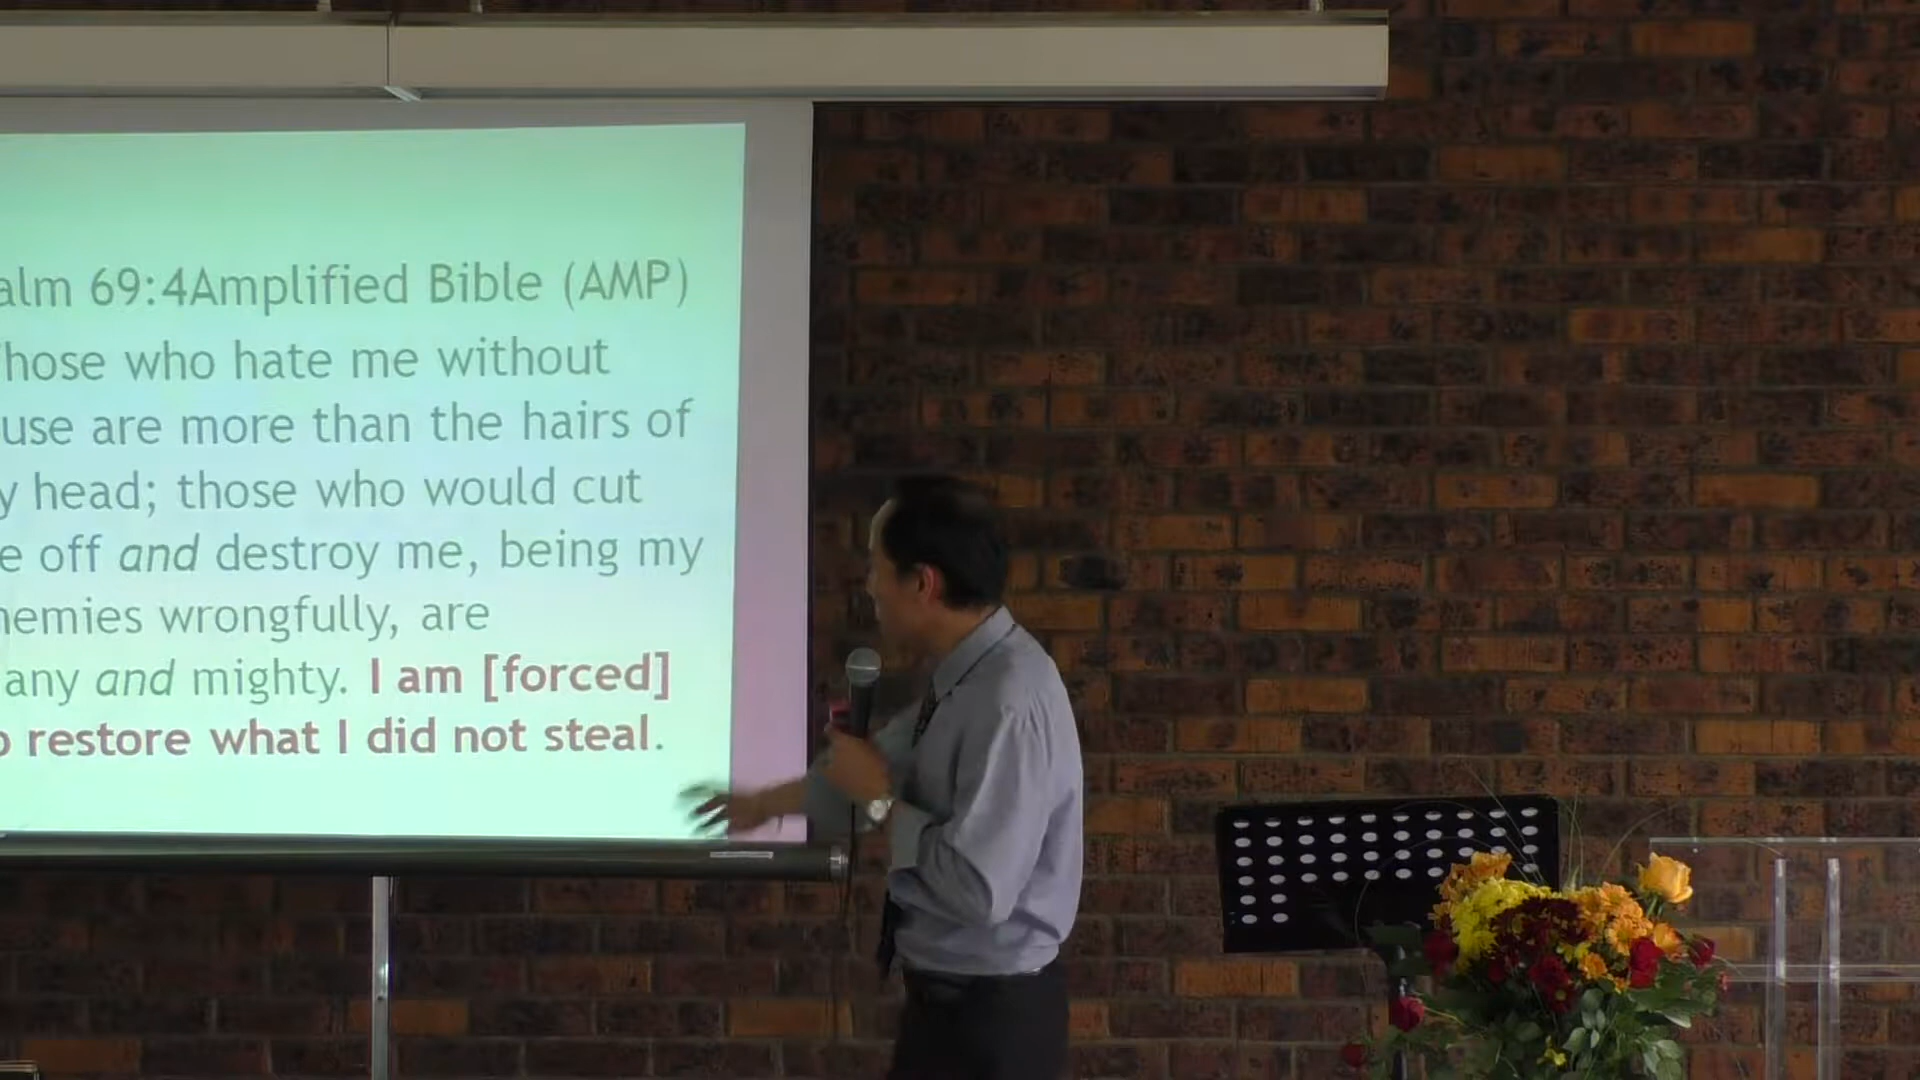 alm 69:4Amplified Bible (AMP)
hose who hate me without
use are more than the hairs of
y head; those who would cut
e off and destroy me, being my
nemies wrongfully, are
any and mighty. I am [forced]
o restore what I did not steal.